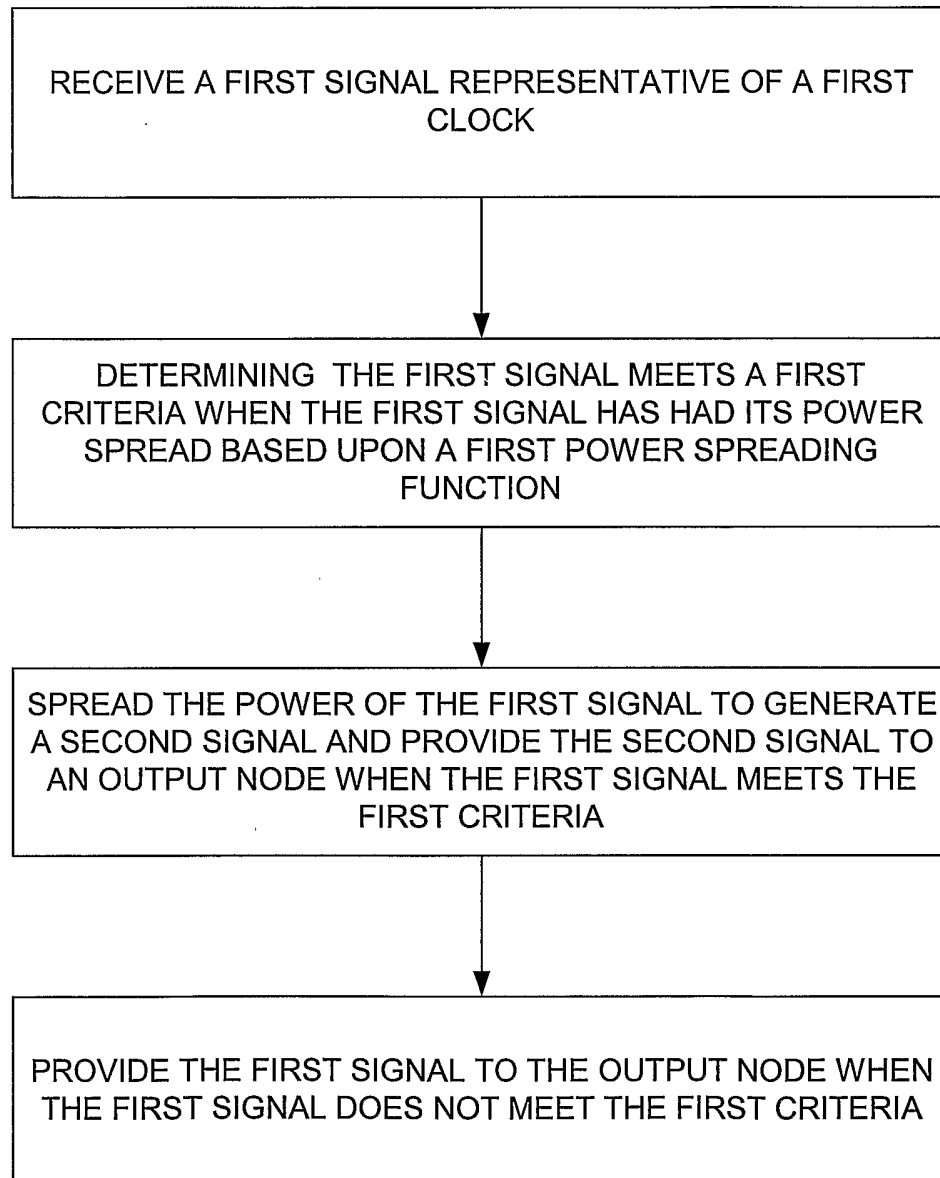 RECEIVE A FIRST SIGNAL REPRESENTATIVE OF A FIRST
CLOCK
DETERMINING THE FIRST SIGNAL MEETS A FIRST
CRITERIA WHEN THE FIRST SIGNAL HAS HAD ITS POWER
SPREAD BASED UPON A FIRST POWER SPREADING
FUNCTION
SPREAD THE POWER OF THE FIRST SIGNAL TO GENERATE
A SECOND SIGNAL AND PROVIDE THE SECOND SIGNAL TO
AN OUTPUT NODE WHEN THE FIRST SIGNAL MEETS THE
FIRST CRITERIA
PROVIDE THE FIRST SIGNAL TO THE OUTPUT NODE WHEN
THE FIRST SIGNAL DOES NOT MEET THE FIRST CRITERIA